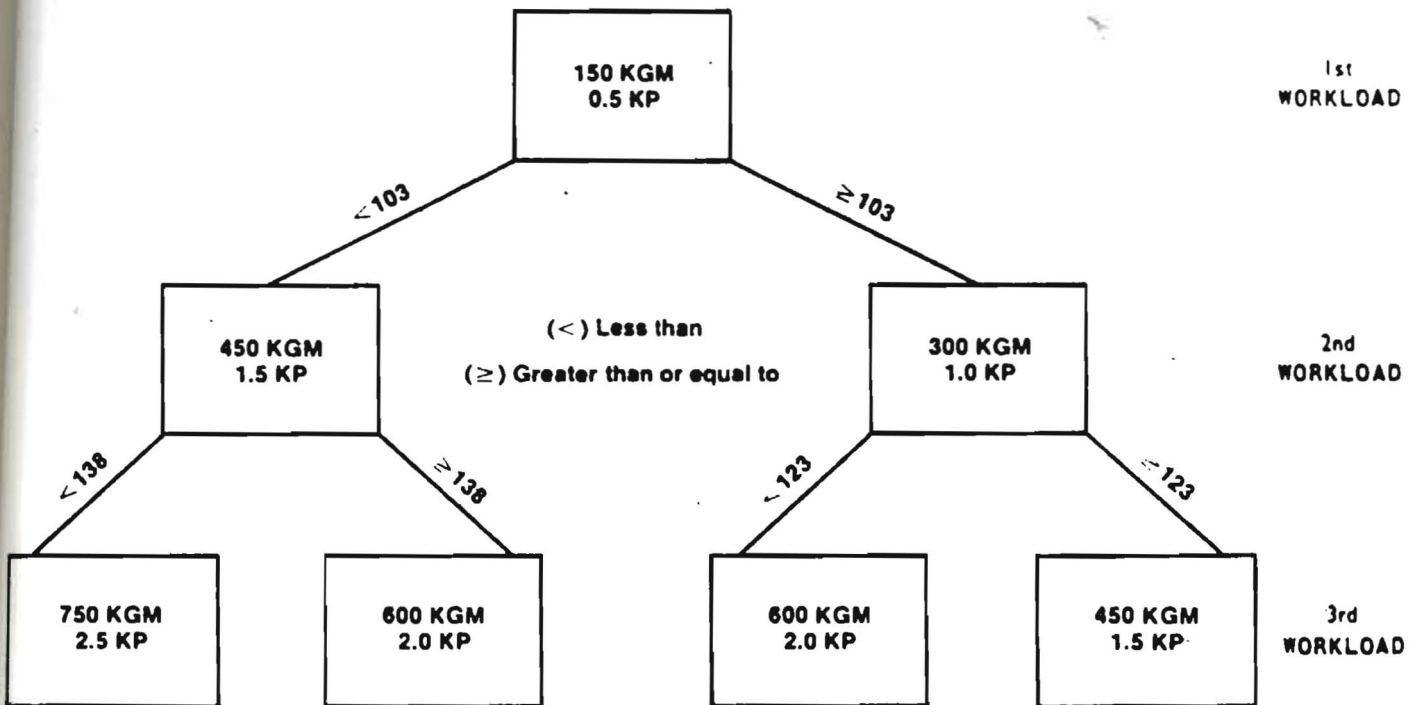 150 KGM
0.5 KP
1st
WORKLOAD
<103
≥103
450 KGM
1.5 KP
(<) Less than
(≥) Greater than or equal to
300 KGM
1.0 KP
2nd
WORKLOAD
<138
≥138
<123
≥123
750 KGM
2.5 KP
600 KGM
2.0 KP
600 KGM
2.0 KP
450 KGM
1.5 KP
3rd
WORKLOAD